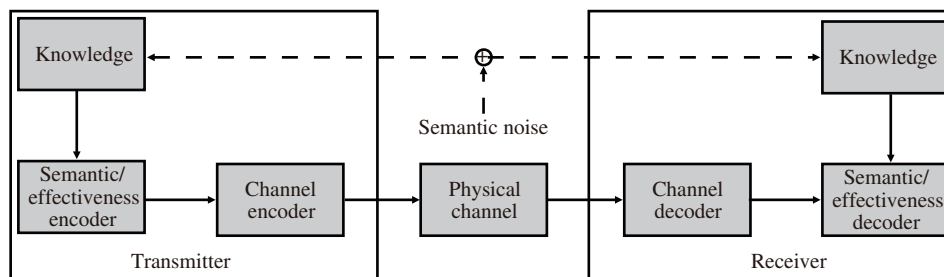 Knowledge
Knowledge
Semantic noise
Semantic/
effectiveness
encoder
Channel
encoder
Physical
channel
Channel
decoder
Semantic/
effectiveness
decoder
Transmitter
Receiver